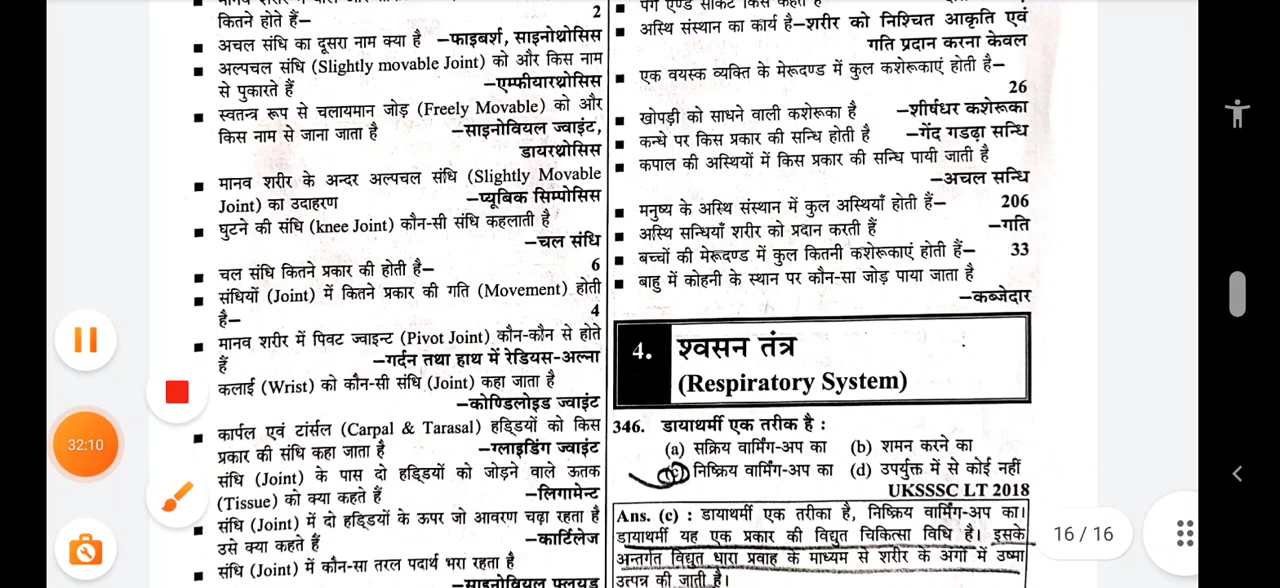 कितने होते हैं–
2
अचल संधि का दूसरा नाम क्या है –फाइबर्श, साइनोथ्रोसिस
अल्पचल संधि (Slightly movable Joint) को और किस नाम
से पुकारते हैं
–एम्फीयारथ्रोसिस
स्वतन्त्र रूप से चलायमान जोड़ (Freely Movable) को और
किस नाम से जाना जाता है
–साइनोवियल ज्वाइंट,
डायरथ्रोसिस
मानव शरीर के अन्दर अल्पचल संधि (Slightly Movable
Joint) का उदाहरण
–प्यूबिक सिम्पोसिस
घुटने की संधि (knee Joint) कौन-सी संधि कहलाती है
–चल संधि
चल संधि कितने प्रकार की होती है–
6
संधियों (Joint) में कितने प्रकार की गति (Movement) होती
है–
4
मानव शरीर में पिवट ज्वाइन्ट (Pivot Joint) कौन-कौन से होते
हैं
–गर्दन तथा हाथ में रेडियस-अल्ना
कलाई (Wrist) को कौन-सी संधि (Joint) कहा जाता है
–कोण्डिलोइड ज्वाइंट
कार्पल एवं टांर्सल (Carpal & Tarasal) हड्डियों को किस
प्रकार की संधि कहा जाता है
–ग्लाइडिंग ज्वाइंट
संधि (Joint) के पास दो हड्डियों को जोड़ने वाले ऊतक
(Tissue) को क्या कहते हैं
–लिगामेन्ट
संधि (Joint) में दो हड्डियों के ऊपर जो आवरण चढ़ा रहता है
उसे क्या कहते हैं
–कार्टिलेज
संधि (Joint) में कौन-सा तरल पदार्थ भरा रहता है
–साइनोवियल फ्लयूड
अस्थि संस्थान का कार्य है–शरीर को निश्चित आकृति एवं
गति प्रदान करना केवल
एक वयस्क व्यक्ति के मेरूदण्ड में कुल कशेरूकाएं होती है–
26
खोपड़ी को साधने वाली कशेरूका है
–शीर्षधर कशेरूका
कन्धे पर किस प्रकार की सन्धि होती है
–गेंद गडढ़ा सन्धि
कपाल की अस्थियों में किस प्रकार की सन्धि पायी जाती है
–अचल सन्धि
मनुष्य के अस्थि संस्थान में कुल अस्थियाँ होती हैं–
206
अस्थि सन्धियाँ शरीर को प्रदान करती हैं
–गति
बच्चों की मेरूदण्ड में कुल कितनी कशेरूकाएं होती हैं–
33
बाहु में कोहनी के स्थान पर कौन-सा जोड़ पाया जाता है
–कब्जेदार
4. श्वसन तंत्र
(Respiratory System)
346. डायाथर्मी एक तरीक है :
(a) सक्रिय वार्मिंग-अप का (b) शमन करने का
(c) निष्क्रिय वार्मिंग-अप का (d) उपर्युक्त में से कोई नहीं
UKSSSC LT 2018
Ans. (c) : डायाथर्मी एक तरीका है, निष्क्रिय वार्मिंग-अप का।
डायाथर्मी यह एक प्रकार की विद्युत चिकित्सा विधि है। इसके
अन्तर्गत विद्युत धारा प्रवाह के माध्यम से शरीर के अंगों में उष्मा
उत्पन्न की जाती है।
32:10
16 / 16